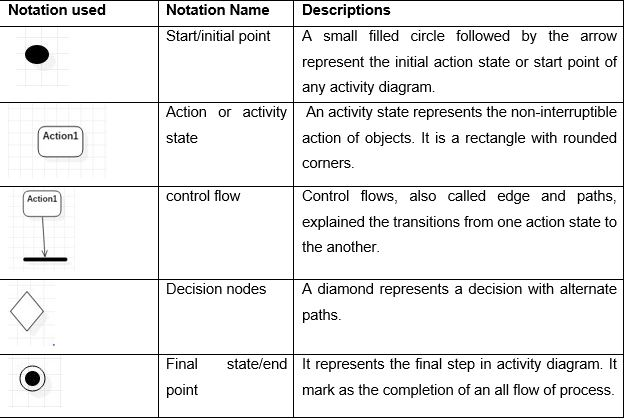 Notation used Notation Name Descriptions
Start/initial point
A small filled circle followed by the arrow
represent the initial action state or start point of
any activity diagram.
Action1
Action or activity
state
An activity state represents the non-interruptible
action of objects. It is a rectangle with rounded
corners.
Action1
control flow
Control flows, also called edge and paths,
explained the transitions from one action state to
the another.
Decision nodes
A diamond represents a decision with alternate
paths.
Final state/end
point
It represents the final step in activity diagram. It
mark as the completion of an all flow of process.